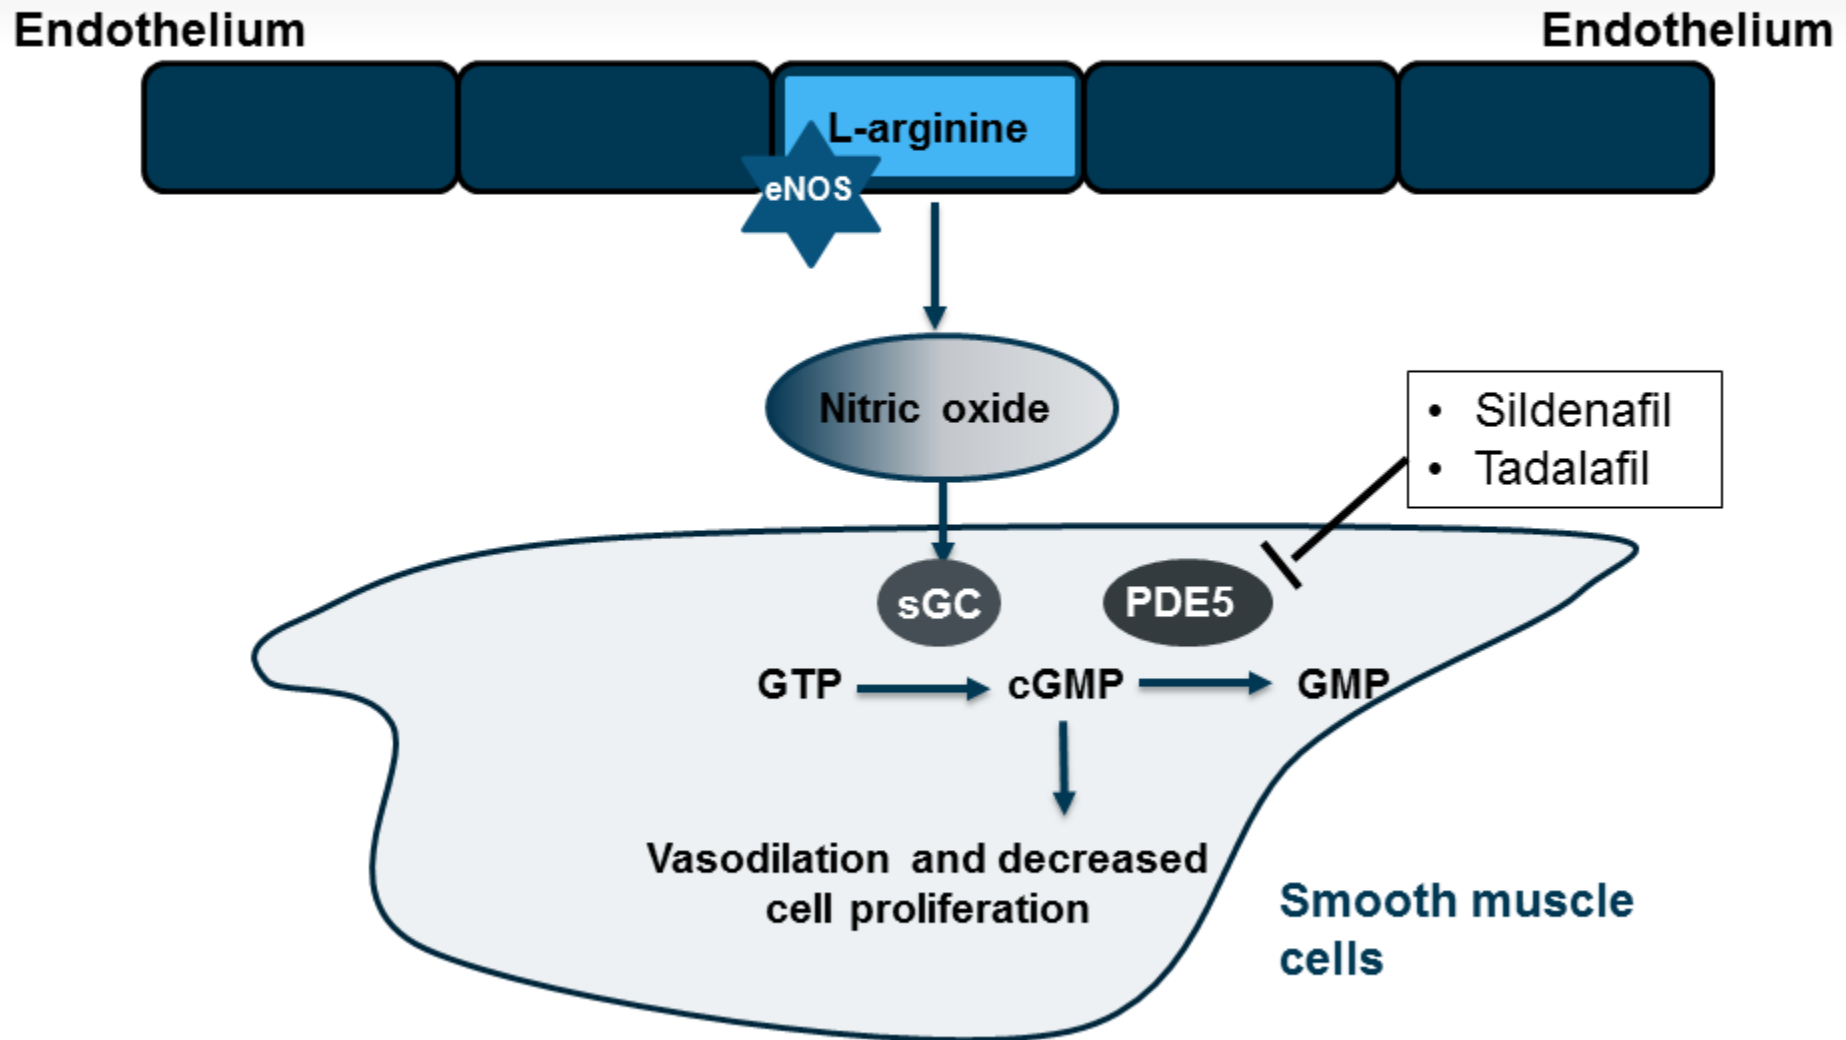 Endothelium
Endothelium
L-arginine
eNOS
Nitric oxide
• Sildenafil
• Tadalafil
sGC
PDE5
GTP
cGMP
GMP
Vasodilation and decreased
cell proliferation
Smooth muscle
cells